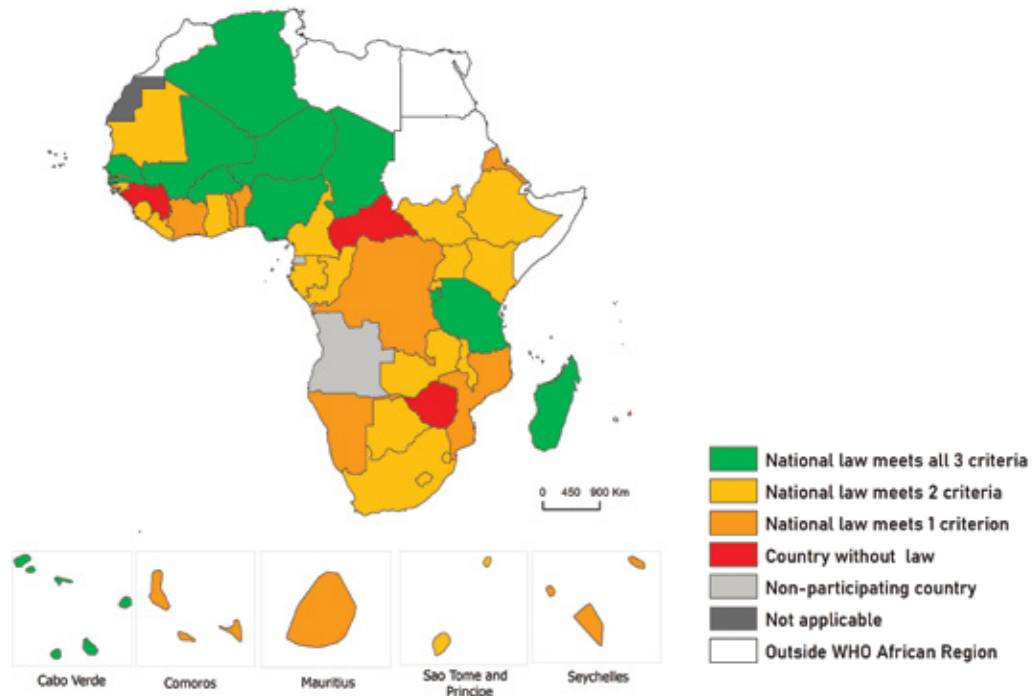 0 450 900 Km
National law meets all 3 criteria
National law meets 2 criteria
National law meets 1 criterion
Country without law
Non-participating country
Not applicable
Outside WHO African Region
Cabo Verde
Comoros
Mauritius
Sao Tome and
Principe
Seychelles